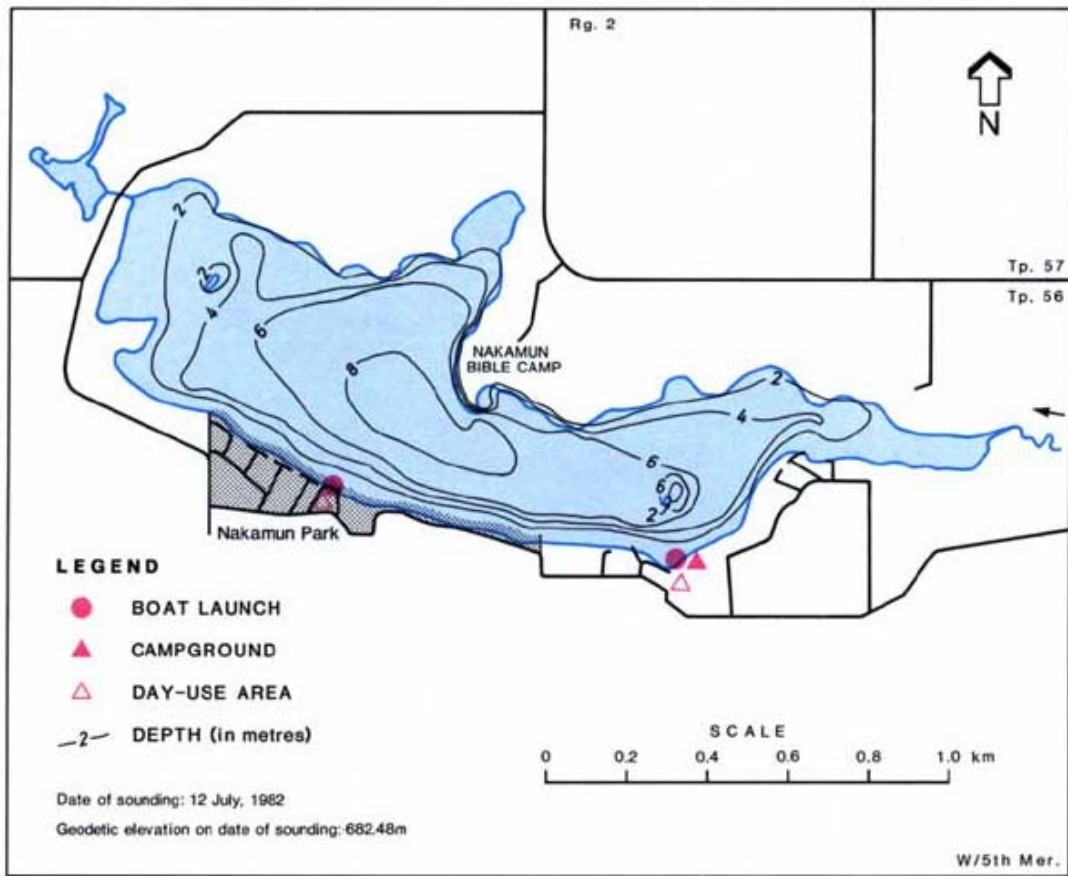 Rg. 2
N
Tp. 57
Tp. 56
2
2
4
6
8
NAKAMUN
BIBLE CAMP
2
4
6
6
2
Nakamun Park
LEGEND
BOAT LAUNCH
CAMPGROUND
DAY-USE AREA
2 DEPTH (in metres)
SCALE
0 0.2 0.4 0.6 0.8 1.0 km
Date of sounding: 12 July, 1982
Geodetic elevation on date of sounding: 682.48m
W/5th Mer.